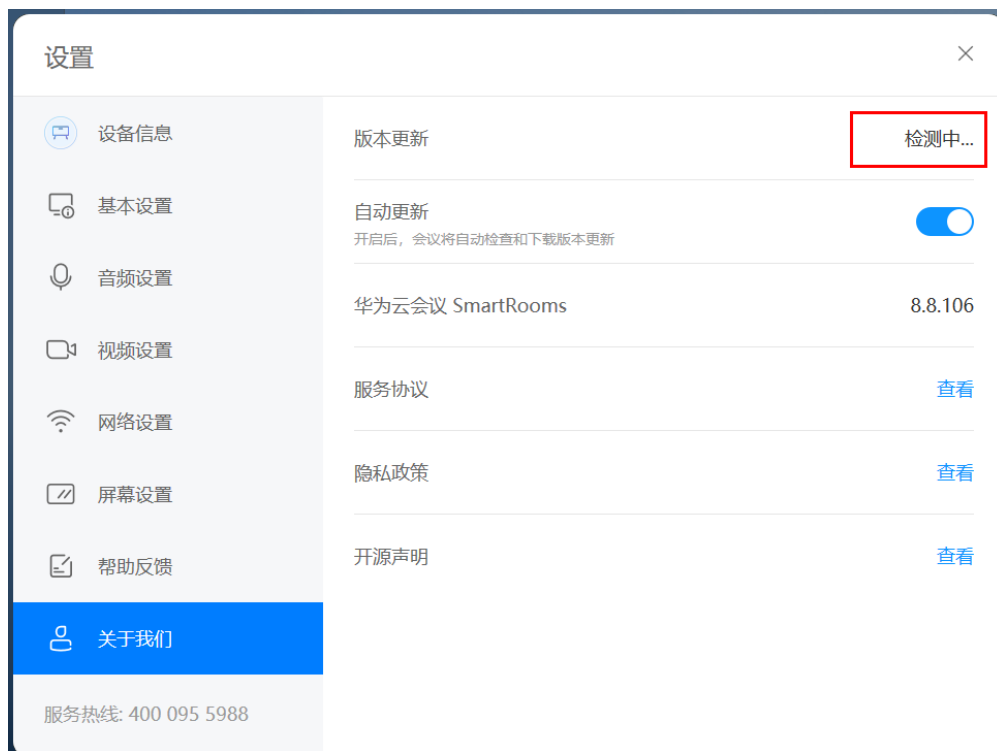 设置
设备信息
基本设置
音频设置
视频设置
网络设置
屏幕设置
帮助反馈
关于我们
服务热线: 400 095 5988
版本更新 检测中...
自动更新
开启后，会议将自动检查和下载版本更新
华为云会议 SmartRooms 8.8.106
服务协议 查看
隐私政策 查看
开源声明 查看